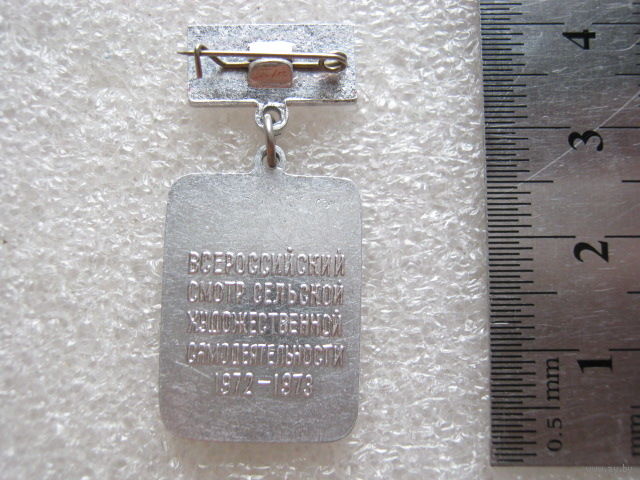 ВСЕРОССИЙСКИЙ
СМОТР СЕЛЬСКОЙ
ХУДОЖЕСТВЕННОЙ
САМОДЕЯТЕЛЬНОСТИ
1972-1973
4
3
2
1
0.5 mm